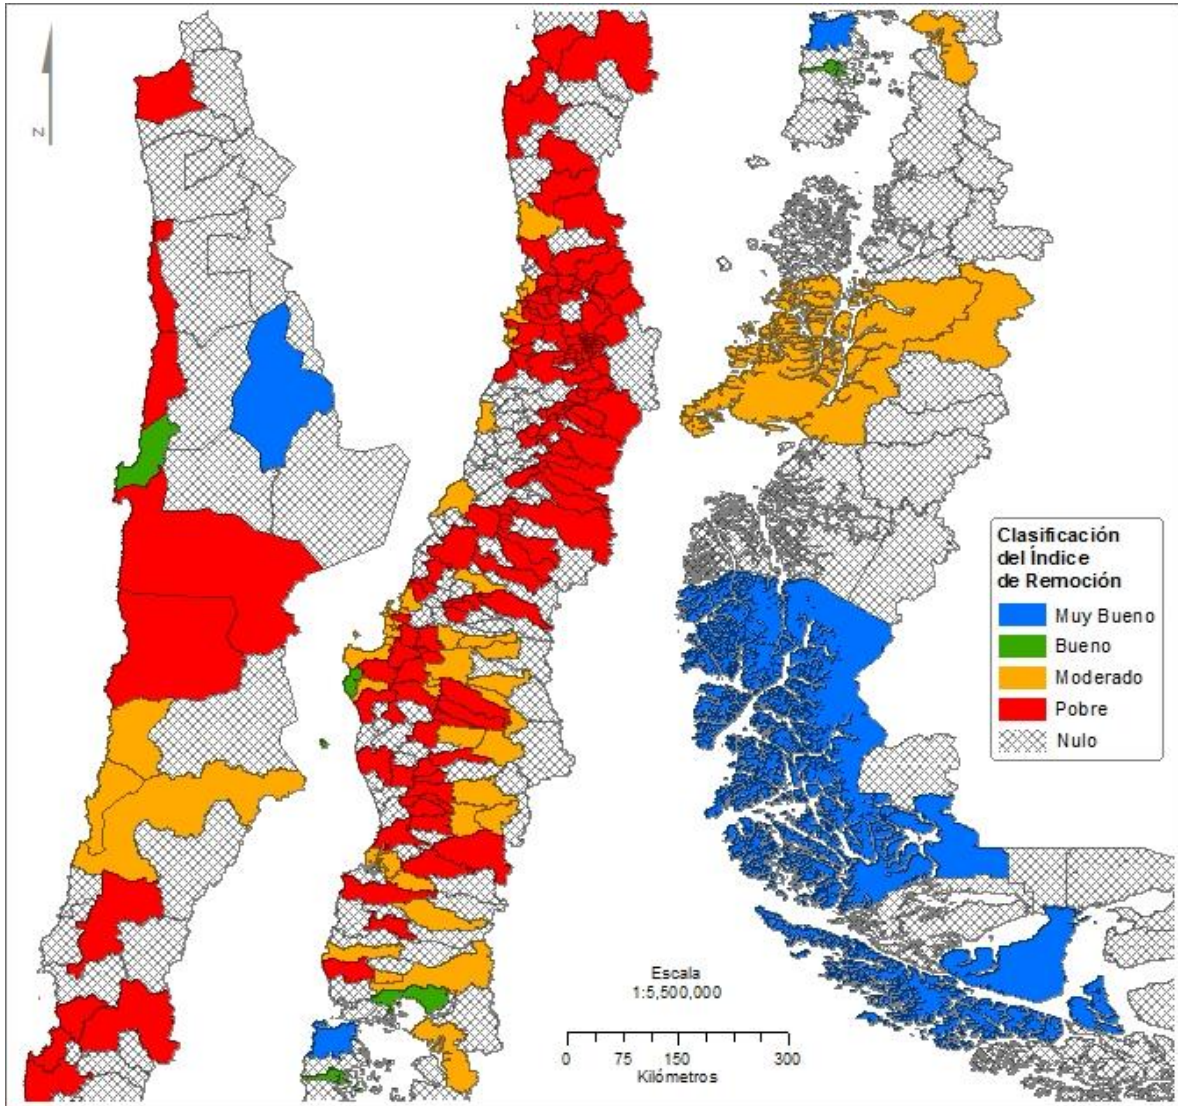 N
Clasificación
del Índice
de Remoción
Muy Bueno
Bueno
Moderado
Pobre
Nulo
Escala
1:5,500,000
0 75 150 300
Kilómetros